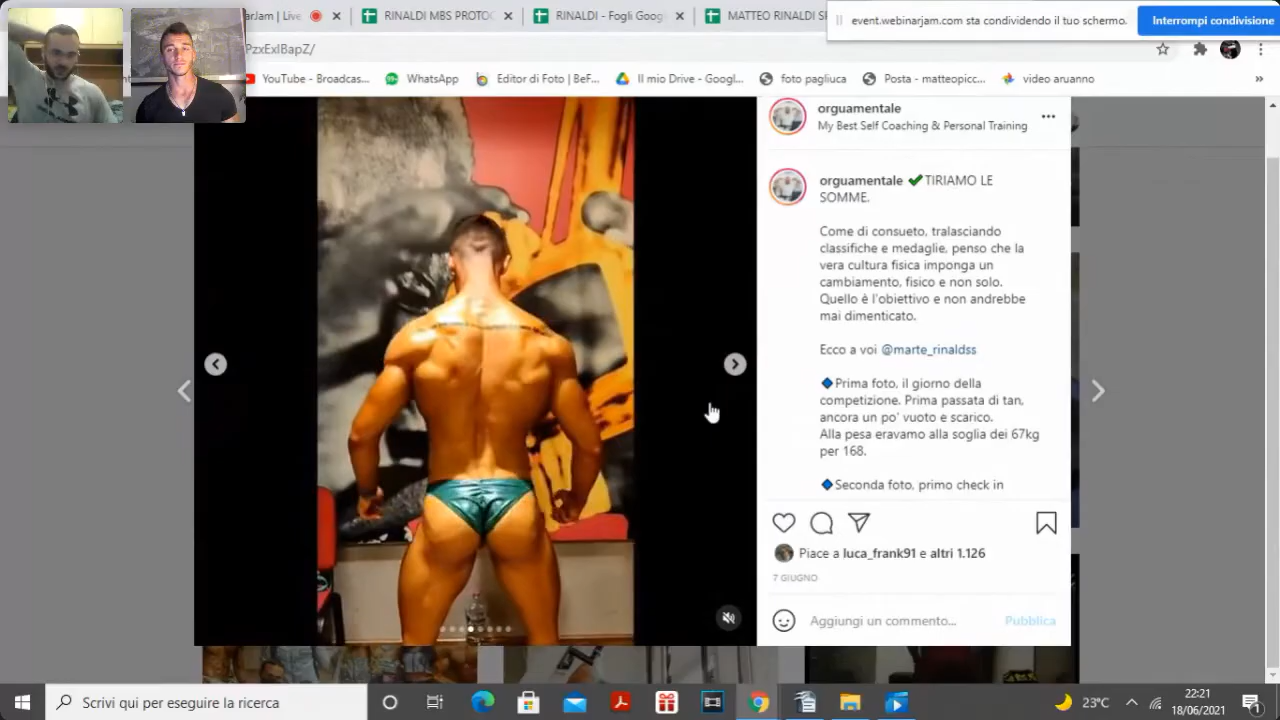 arJam | Live
RINALDI MBS PROTOC
RINALDI - Fogli Goog
MATTEO RINALDI
event.webinarjam.com sta condividendo il tuo schermo.
Interrompi condivisione
PzxExIBapZ/
YouTube - Broadcas...
WhatsApp
Editor di Foto | BeF...
Il mio Drive - Googl...
foto pagliuca
Posta - matteopicc...
video aruanno
»
orguamentale
My Best Self Coaching & Personal Training
orguamentale ✔TIRIAMO LE
SOMME.
Come di consueto, tralasciando
classifiche e medaglie, penso che la
vera cultura fisica imponga un
cambiamento, fisico e non solo.
Quello è l'obiettivo e non andrebbe
mai dimenticato.
Ecco a voi @marte_rinaldss
🔹Prima foto, il giorno della
competizione. Prima passata di tan,
ancora un po' vuoto e scarico.
Alla pesa eravamo alla soglia dei 67kg
per 168.
🔹Seconda foto, primo check in
Piace a luca_frank91 e altri 1.126
7 GIUGNO
Aggiungi un commento...
Pubblica
Scrivi qui per eseguire la ricerca
23°C
22:21
18/06/2021
1